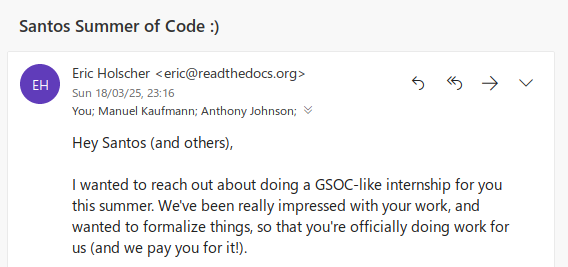 Santos Summer of Code :)
EH
Eric Holscher <eric@readthedocs.org>
Sun 18/03/25, 23:16
You; Manuel Kaufmann; Anthony Johnson;
Hey Santos (and others),
I wanted to reach out about doing a GSOC-like internship for you
this summer. We've been really impressed with your work, and
wanted to formalize things, so that you're officially doing work for
us (and we pay you for it!).